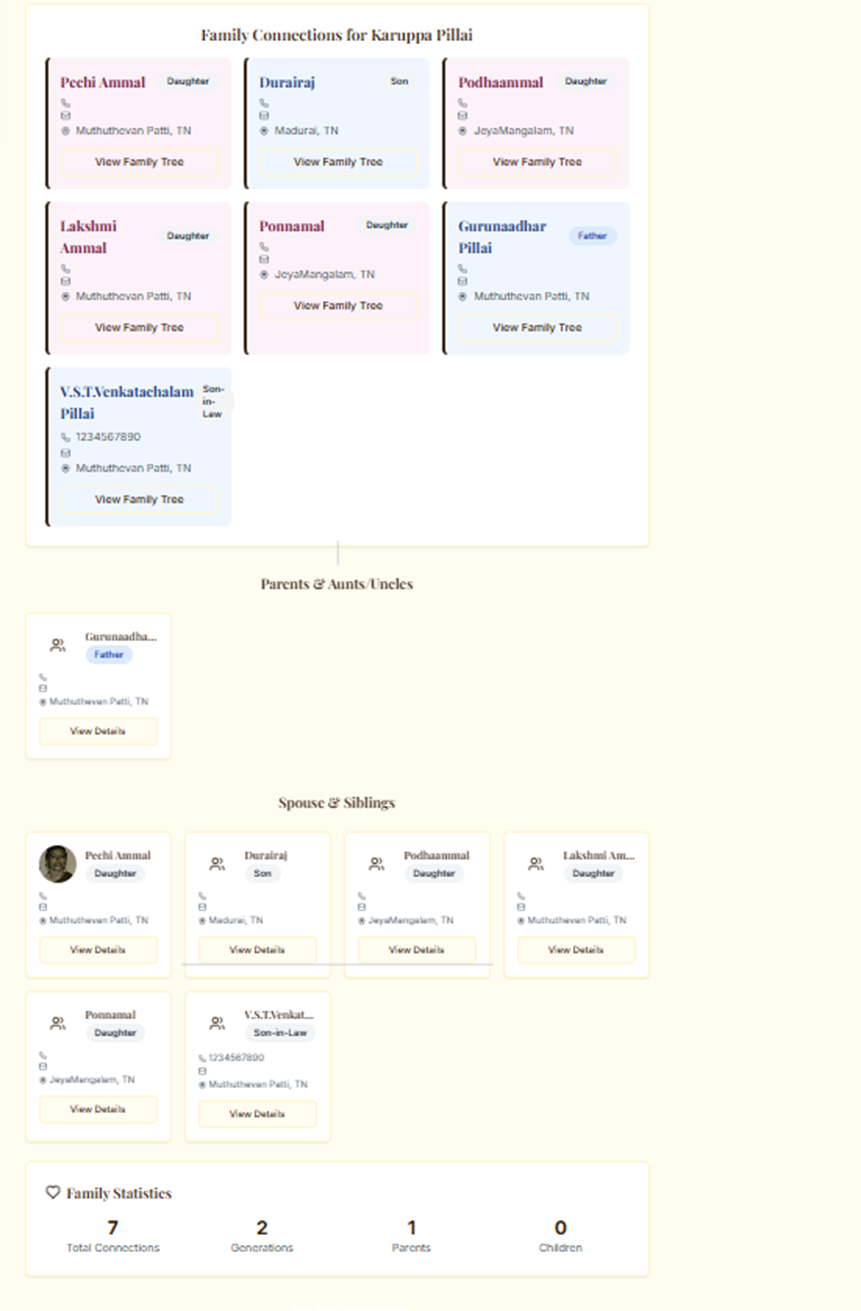 Family Connections for Karuppa Pillai
Pechi Ammal Daughter
Muthuthevan Patti, TN
View Family Tree
Durairaj Son
Madurai, TN
View Family Tree
Podhaammal Daughter
JeyaMangalam, TN
View Family Tree
Lakshmi
Ammal
Daughter
Muthuthevan Patti, TN
View Family Tree
Ponnamal Daughter
JeyaMangalam, TN
View Family Tree
Gurunaadhar
Pillai
Father
Muthuthevan Patti, TN
View Family Tree
V.S.T.Venkatachalam
Pillai
Son-
in-
Law
1234567890
Muthuthevan Patti, TN
View Family Tree
Parents & Aunts/Uncles
Gurunaadha...
Father
Muthuthevan Patti, TN
View Details
Spouse & Siblings
Pechi Ammal
Daughter
Muthuthevan Patti, TN
View Details
Durairaj
Son
Madurai, TN
View Details
Podhaammal
Daughter
JeyaMangalam, TN
View Details
Lakshmi Am...
Daughter
Muthuthevan Patti, TN
View Details
Ponnamal
Daughter
JeyaMangalam, TN
View Details
V.S.T.Venkat...
Son-in-Law
1234567890
Muthuthevan Patti, TN
View Details
Family Statistics
7
Total Connections
2
Generations
1
Parents
0
Children